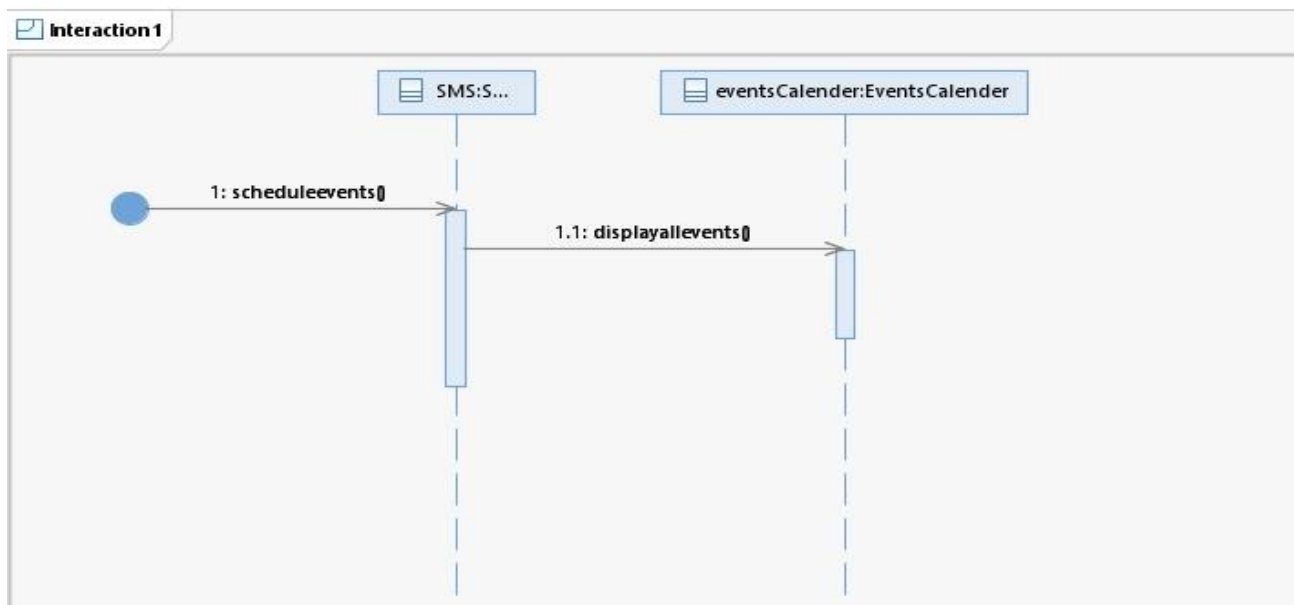 Interaction1
SMS:S...
eventsCalender:EventsCalender
1: scheduleevents()
1.1: displayallevents()